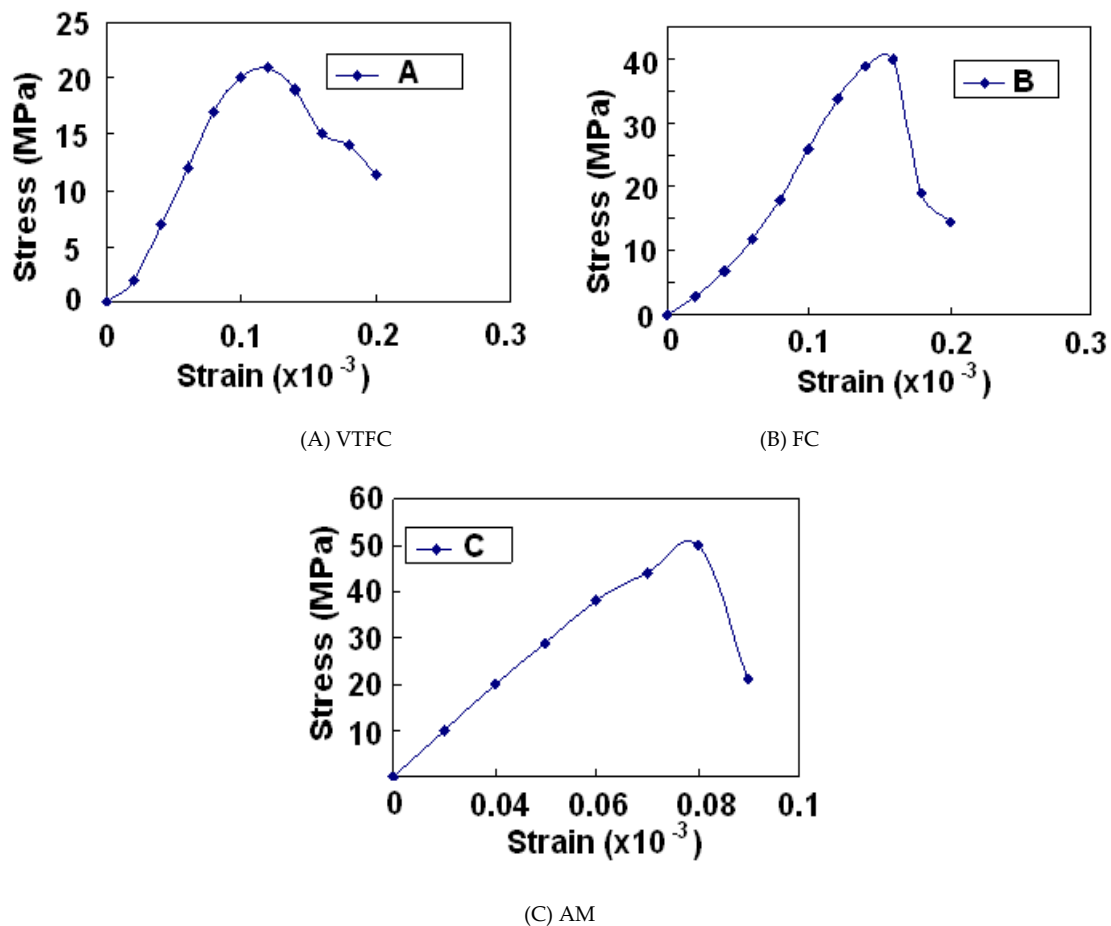 25
20
15
10
5
0
Stress (MPa)
A
0 0.1 0.2 0.3
Strain (x10⁻³)
(A) VTFC
40
30
20
10
0
Stress (MPa)
B
0 0.1 0.2 0.3
Strain (x10⁻³)
(B) FC
60
50
40
30
20
10
Stress (MPa)
C
0 0.04 0.06 0.08 0.1
Strain (x10⁻³)
(C) AM